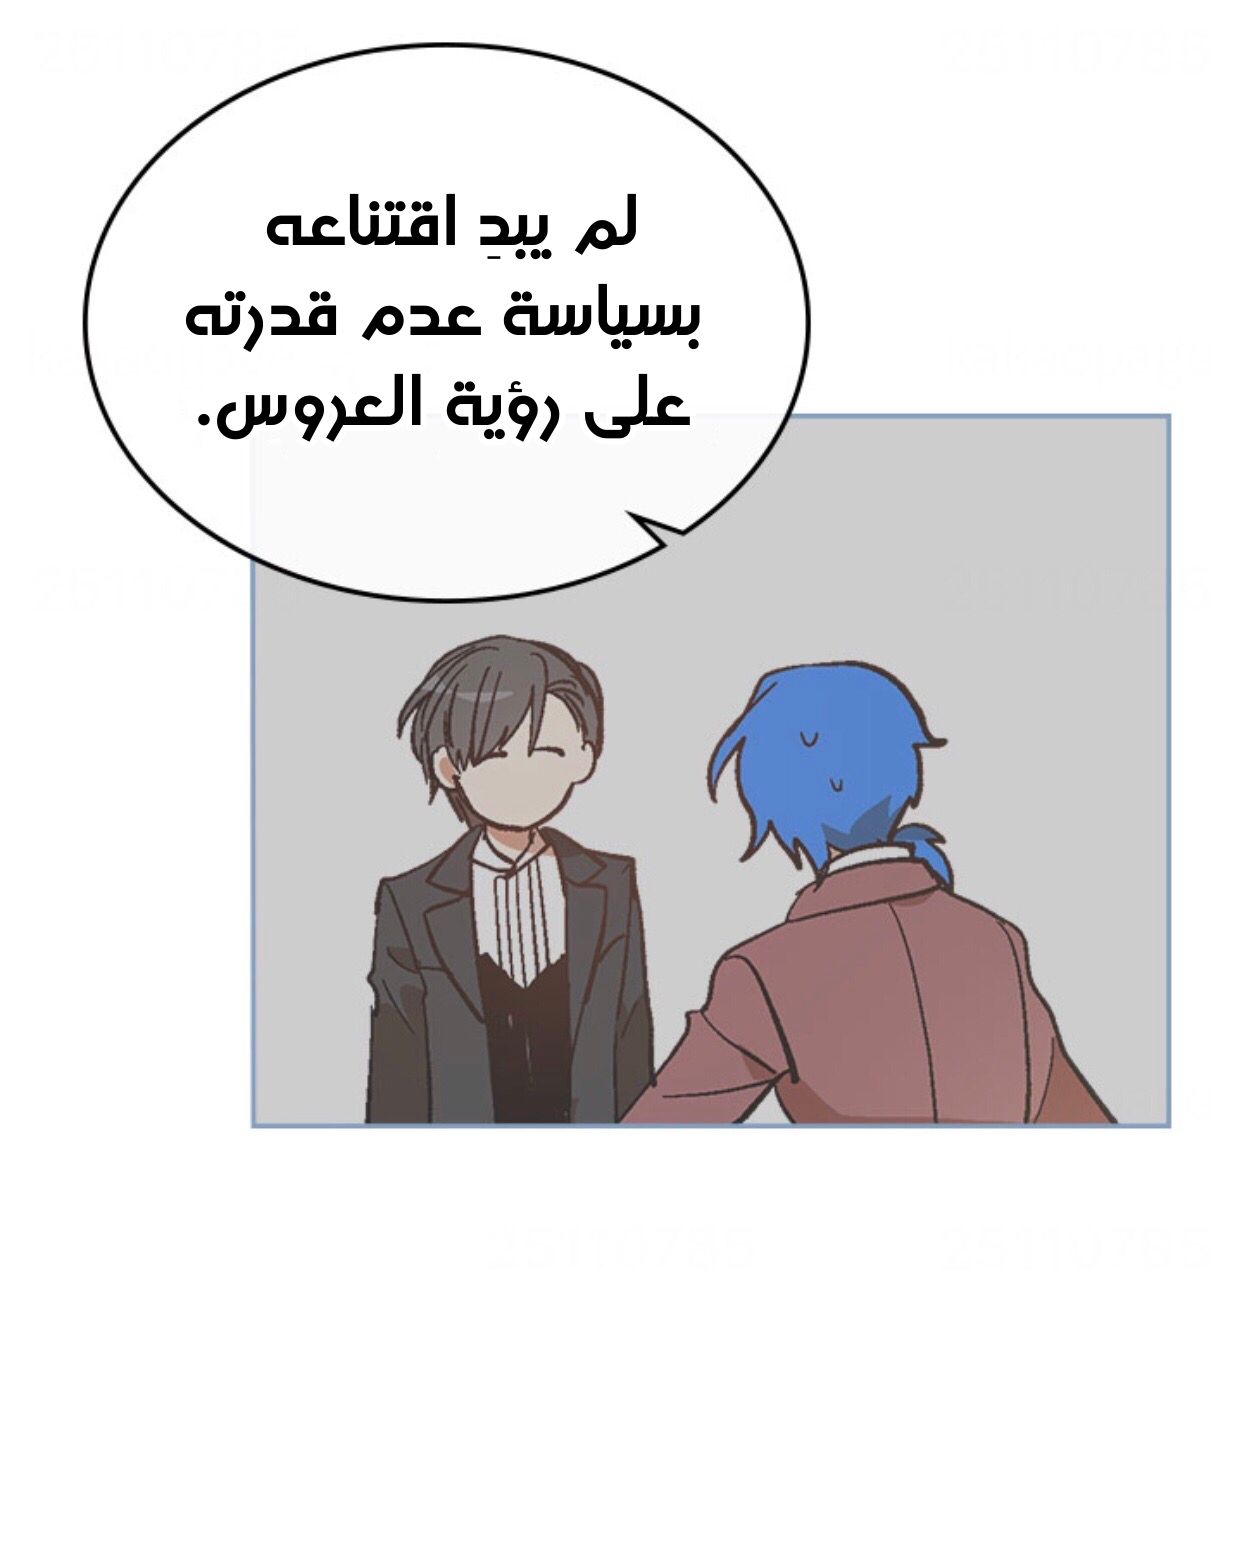 لم يبدِ اقتناعه
بسياسة عدم قدرته
على رؤية العروس.